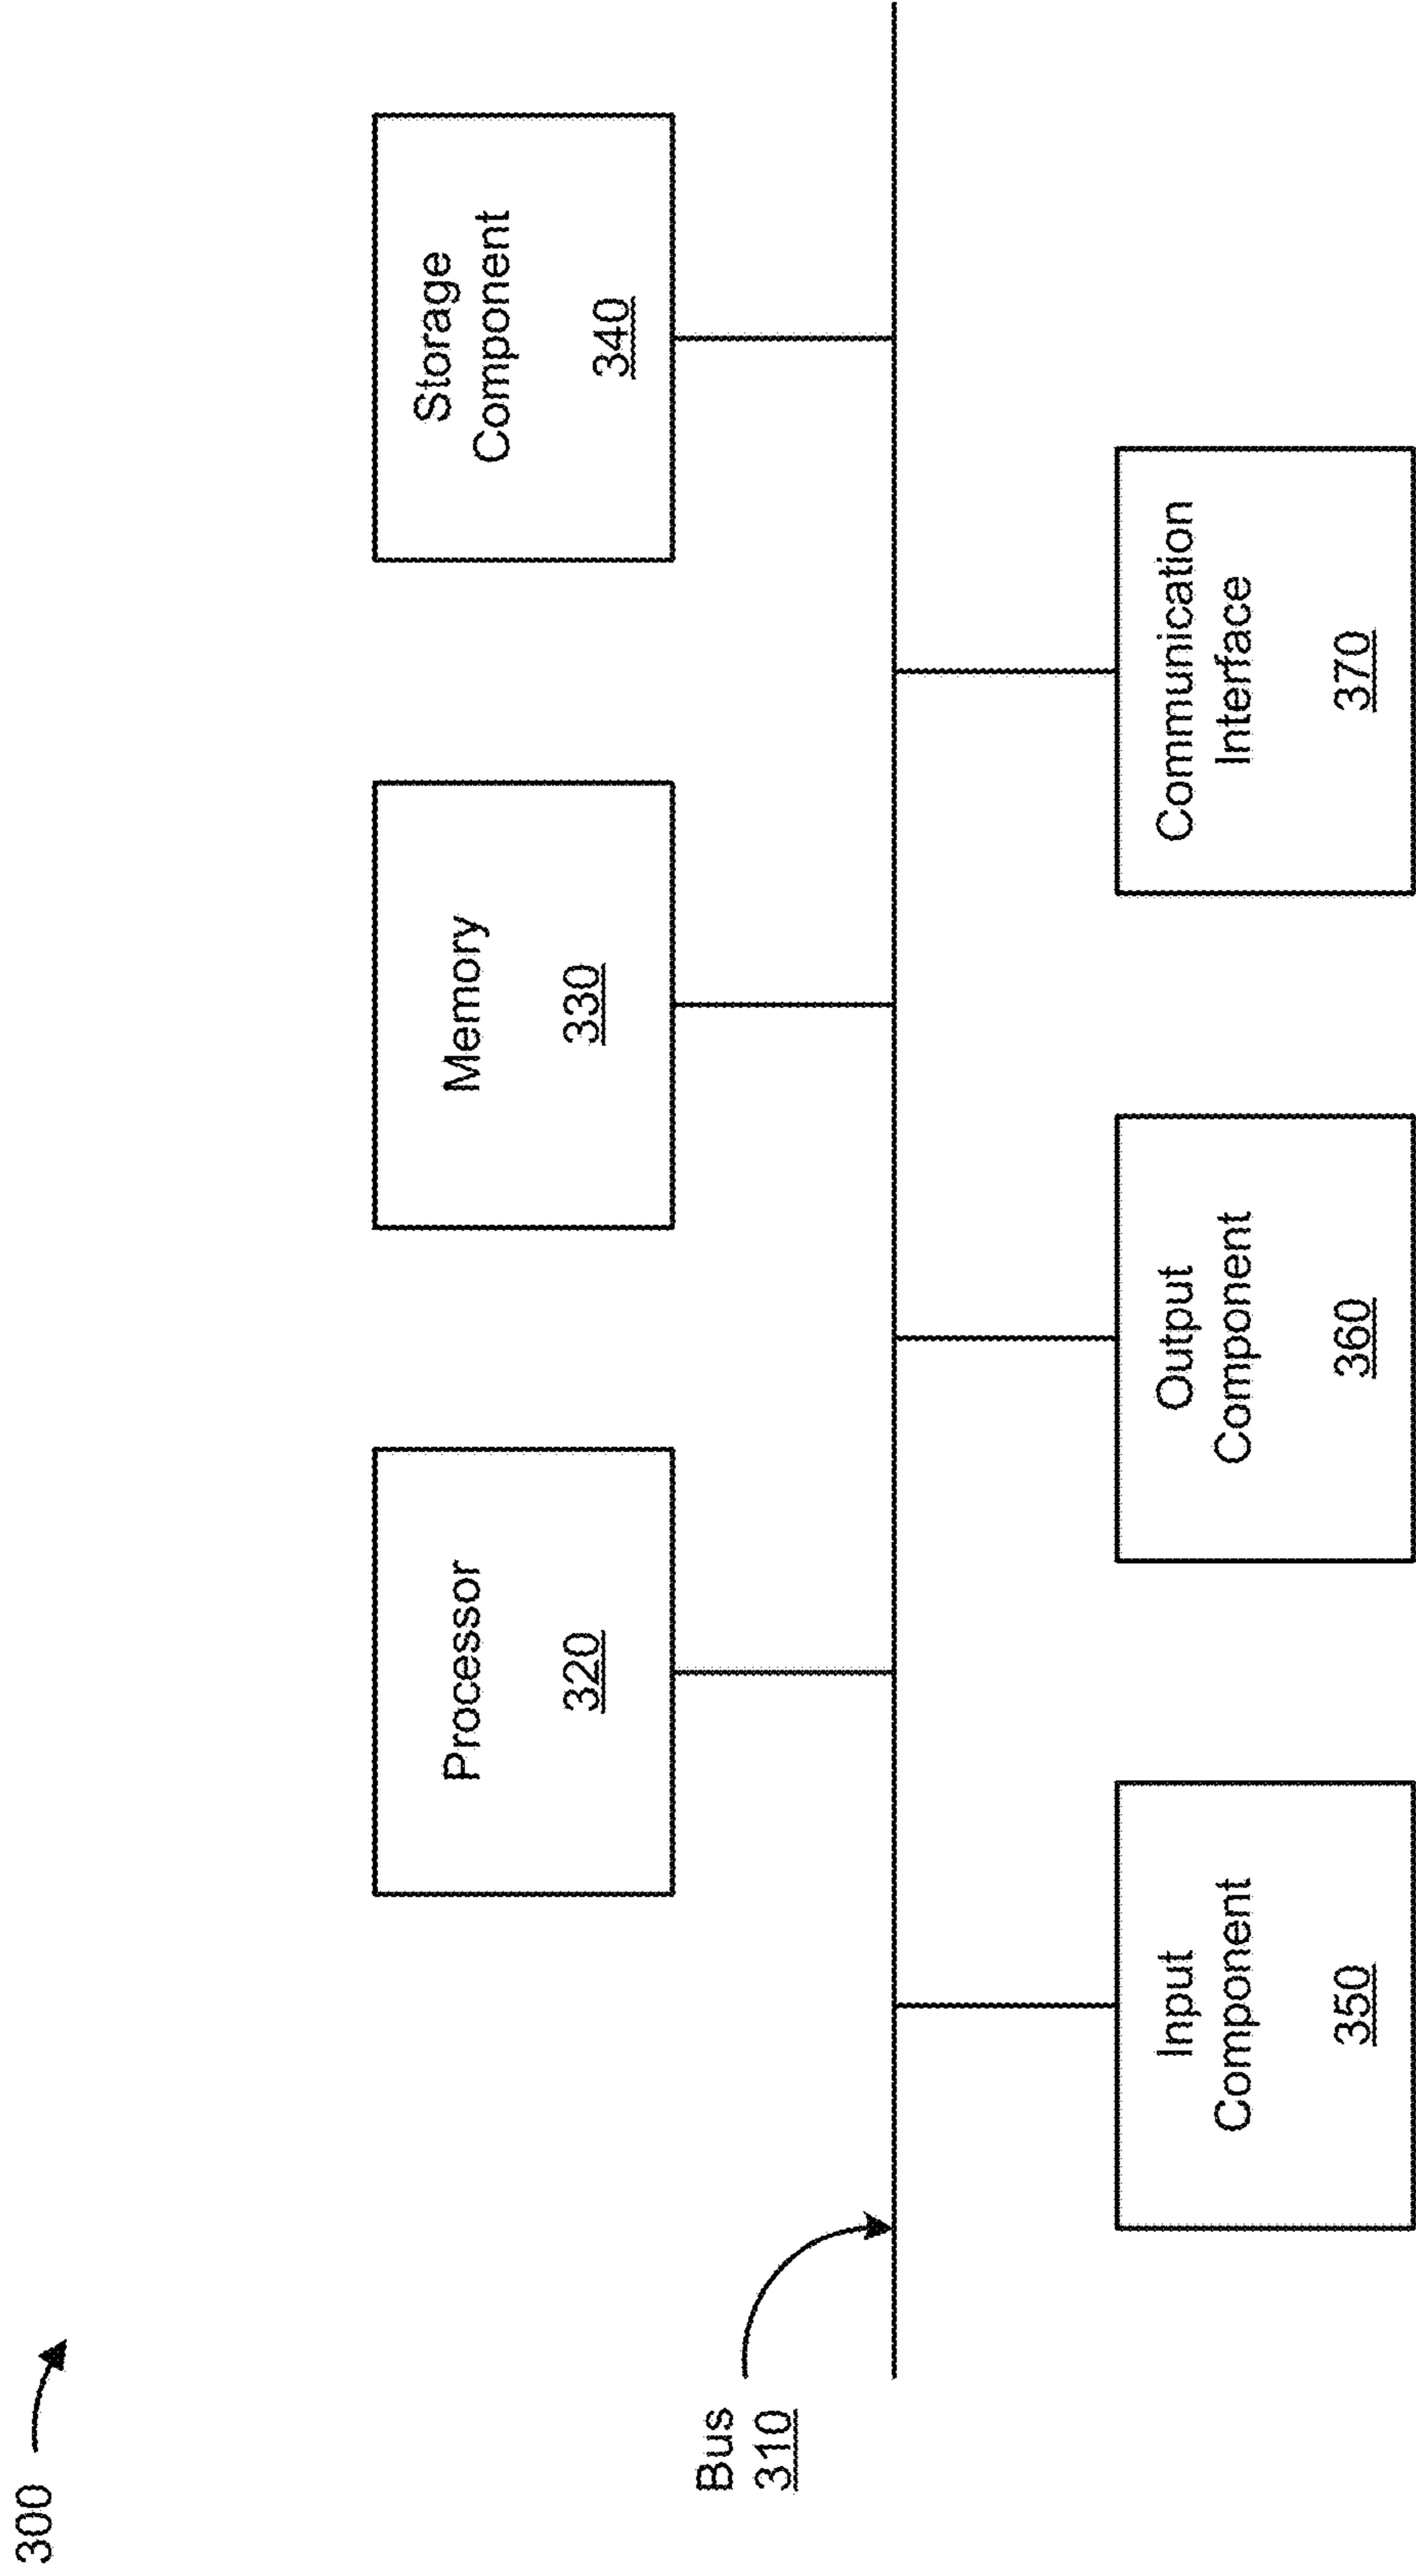 300
Processor
320
Memory
330
Storage
Component
340
Bus
310
Input
Component
350
Output
Component
360
Communication
Interface
370